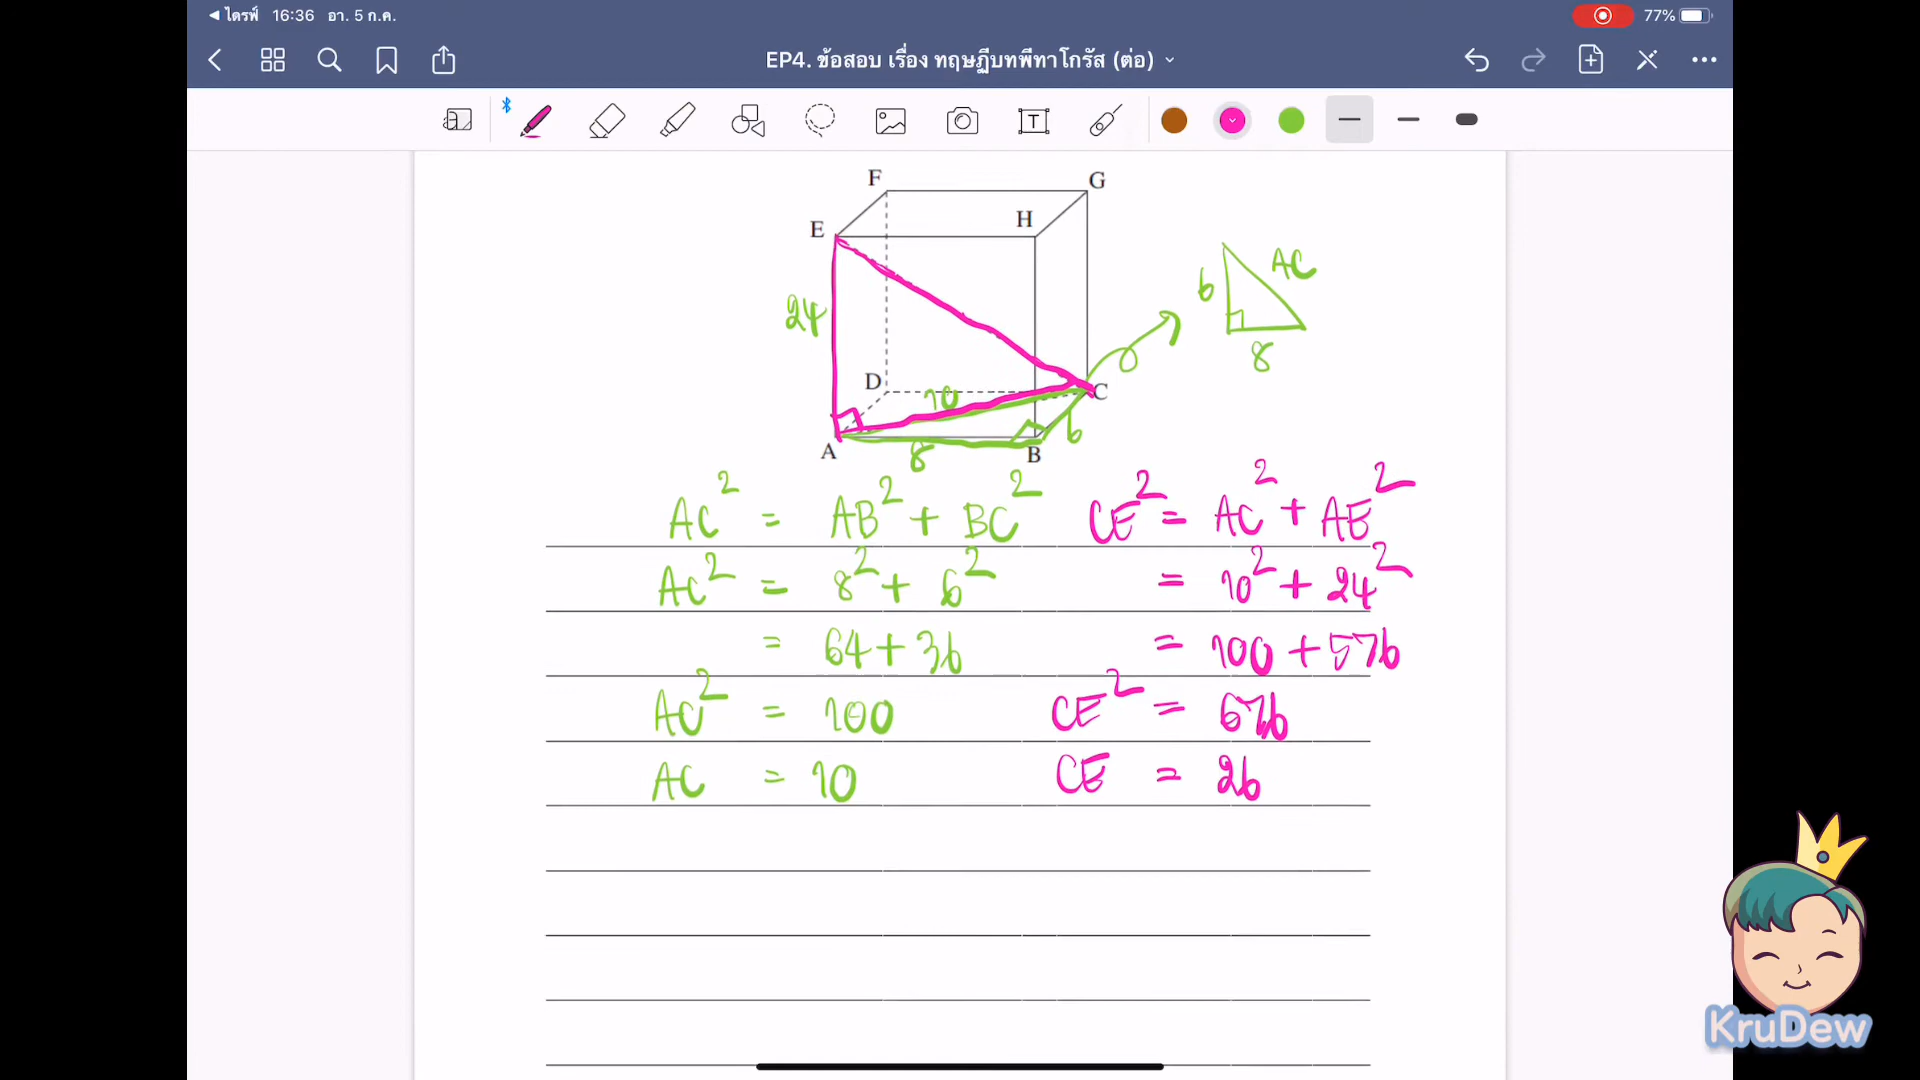 ไดรฟ์ 16:36 อา. 5 ก.ค. 77%
EP4. ข้อสอบ เรื่อง ทฤษฎีบทพีทาโกรัส (ต่อ)
T
F G
E H
24
D 10 C
A 8 B 6
6 AC
8
AC² = AB² + BC²
AC² = 8² + 6²
= 64 + 36
AC² = 100
AC = 10
CE² = AC² + AE²
= 10² + 24²
= 100 + 576
CE² = 676
CE = 26
KruDew